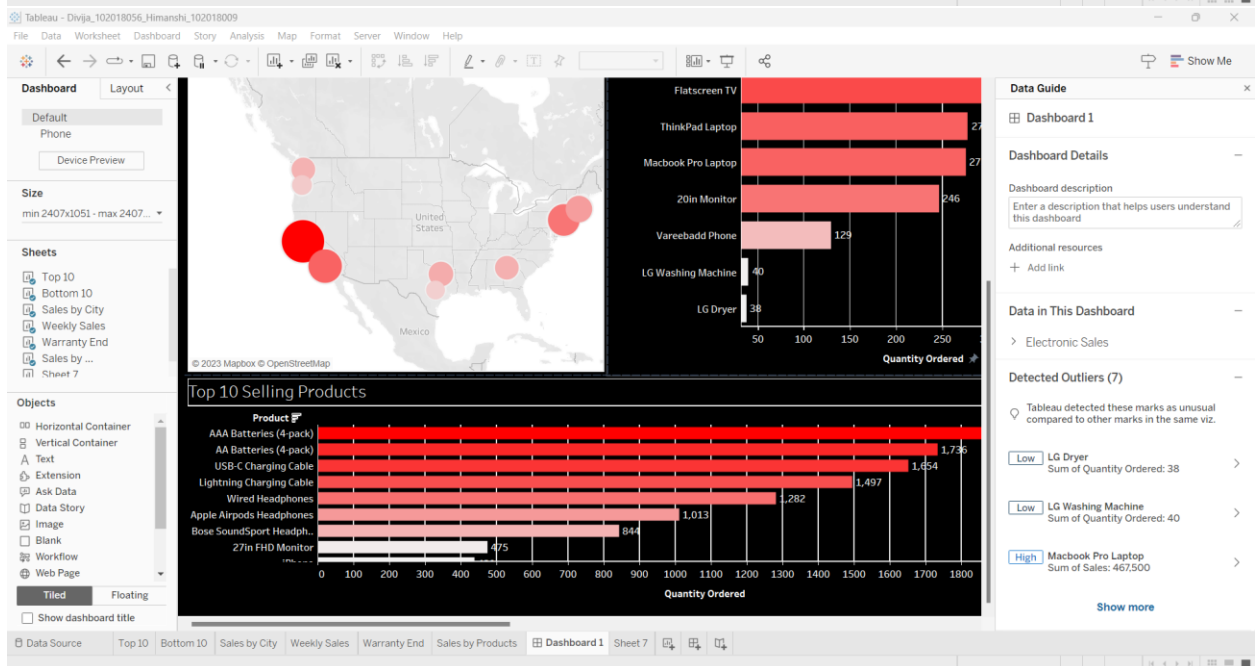 Tableau - Divija_102018056_Himanshi_102018009
File Data Worksheet Dashboard Story Analysis Map Format Server Window Help
Show Me
Dashboard Layout
Default
Phone
Device Preview
Size
min 2407x1051 - max 2407...
Sheets
Top 10
Bottom 10
Sales by City
Weekly Sales
Warranty End
Sales by ...
Sheet 7
Objects
Horizontal Container
Vertical Container
Text
Extension
Ask Data
Data Story
Image
Blank
Workflow
Web Page
Tiled Floating
Show dashboard title
United
States
Mexico
© 2023 Mapbox © OpenStreetMap
Flatscreen TV
ThinkPad Laptop 27
Macbook Pro Laptop 27
20in Monitor 246
Vareebadd Phone 129
LG Washing Machine 40
LG Dryer 38
50 100 150 200 250
Quantity Ordered
Top 10 Selling Products
Product
AAA Batteries (4-pack)
AA Batteries (4-pack) 1,736
USB-C Charging Cable 1,654
Lightning Charging Cable 1,497
Wired Headphones 1,282
Apple Airpods Headphones 1,013
Bose SoundSport Headph.. 844
27in FHD Monitor 475
0 100 200 300 400 500 600 700 800 900 1000 1100 1200 1300 1400 1500 1600 1700 1800
Quantity Ordered
Data Guide
Dashboard 1
Dashboard Details
Dashboard description
Enter a description that helps users understand
this dashboard
Additional resources
Add link
Data in This Dashboard
Electronic Sales
Detected Outliers (7)
Tableau detected these marks as unusual
compared to other marks in the same viz.
Low LG Dryer
Sum of Quantity Ordered: 38
Low LG Washing Machine
Sum of Quantity Ordered: 40
High Macbook Pro Laptop
Sum of Sales: 467,500
Show more
Data Source Top 10 Bottom 10 Sales by City Weekly Sales Warranty End Sales by Products Dashboard 1 Sheet 7